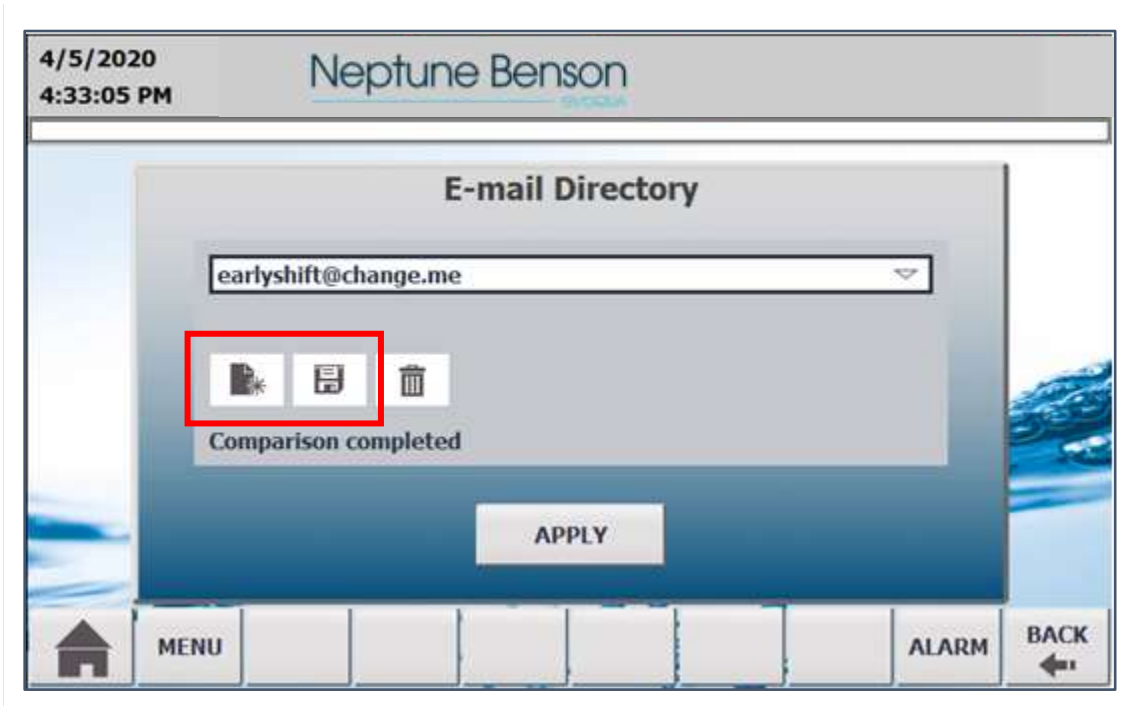 4/5/2020
4:33:05 PM
Neptune Benson
EVOQUA
E-mail Directory
earlyshift@change.me
Comparison completed
APPLY
MENU
ALARM
BACK